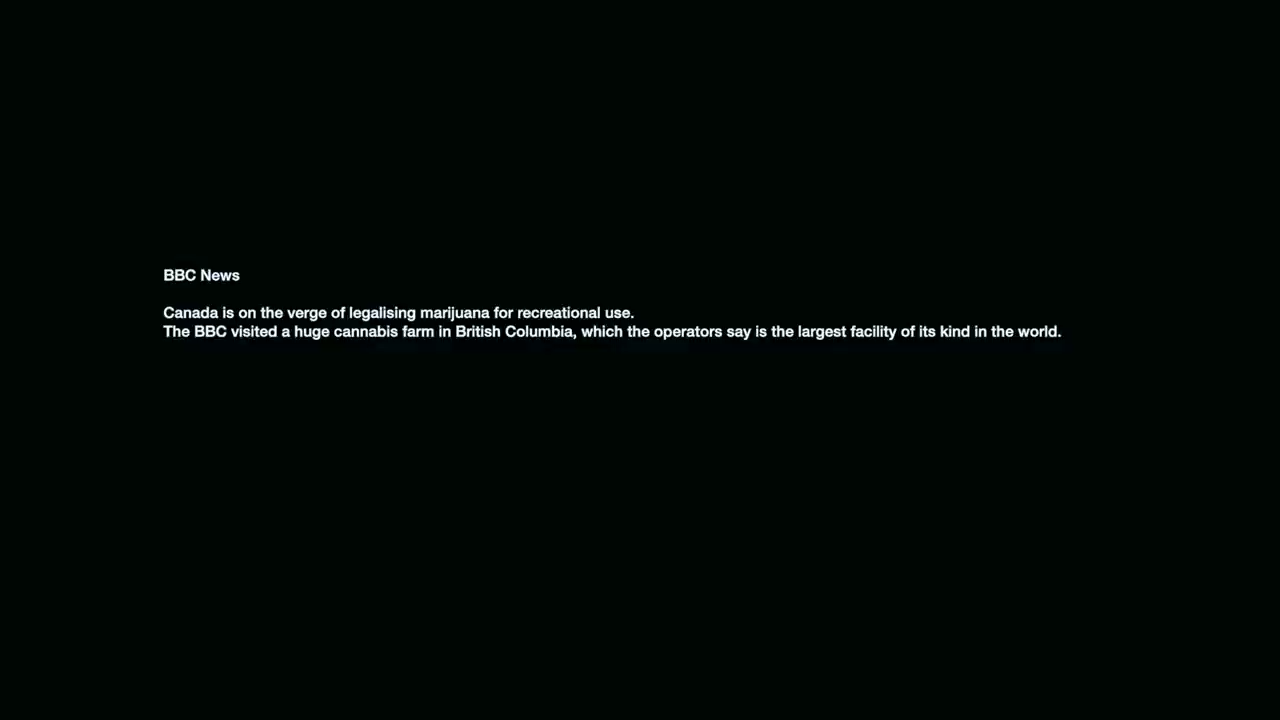 BBC News
Canada is on the verge of legalising marijuana for recreational use.
The BBC visited a huge cannabis farm in British Columbia, which the operators say is the largest facility of its kind in the world.